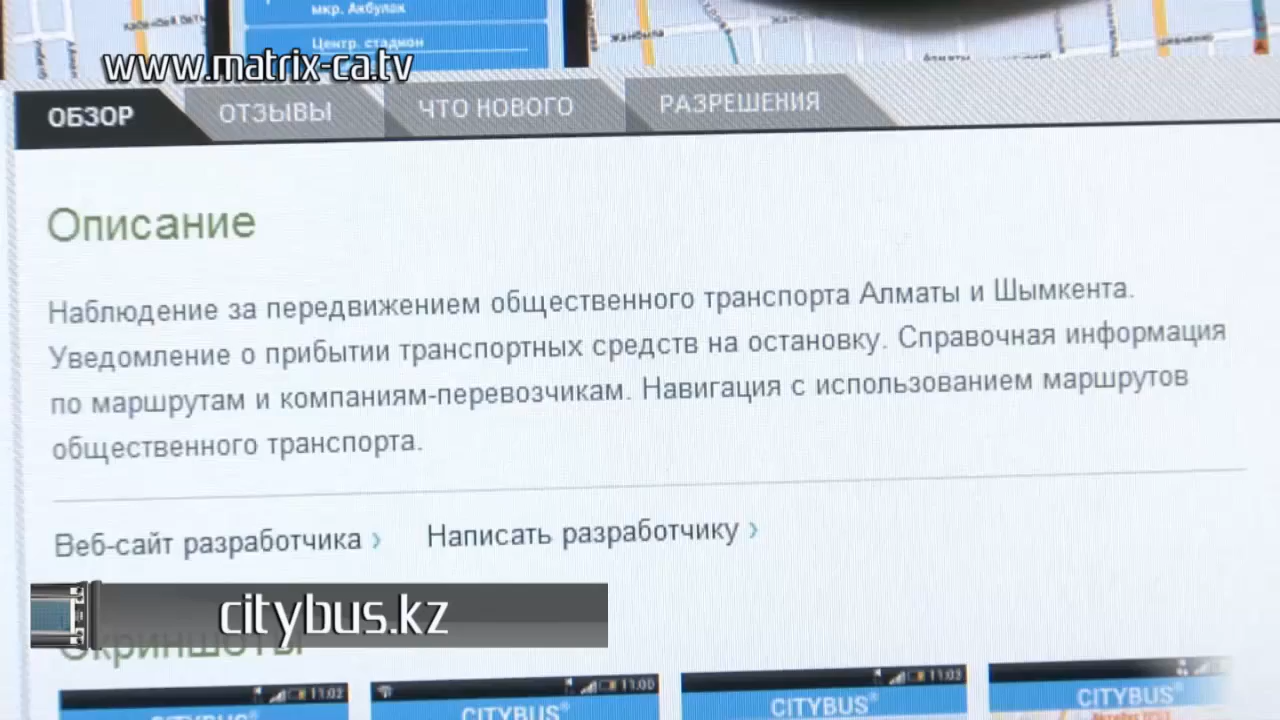 мкр. Акбулак
Центр. стадион
www.matrix-ca.tv
ОБЗОР ОТЗЫВЫ ЧТО НОВОГО РАЗРЕШЕНИЯ
Описание
Наблюдение за передвижением общественного транспорта Алматы и Шымкента.
Уведомление о прибытии транспортных средств на остановку. Справочная информация
по маршрутам и компаниям-перевозчикам. Навигация с использованием маршрутов
общественного транспорта.
Веб-сайт разработчика › Написать разработчику ›
citybus.kz
Скриншоты
11:02 11:00 11:03
CITYBUS® CITYBUS® CITYBUS® CITYBUS®